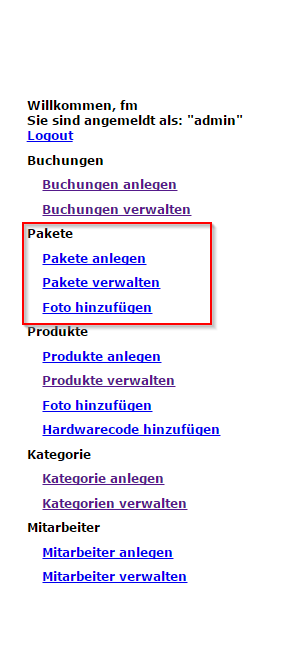 Willkommen, fm
Sie sind angemeldet als: "admin"
Logout
Buchungen
Buchungen anlegen
Buchungen verwalten
Pakete
Pakete anlegen
Pakete verwalten
Foto hinzufügen
Produkte
Produkte anlegen
Produkte verwalten
Foto hinzufügen
Hardwarecode hinzufügen
Kategorie
Kategorie anlegen
Kategorien verwalten
Mitarbeiter
Mitarbeiter anlegen
Mitarbeiter verwalten